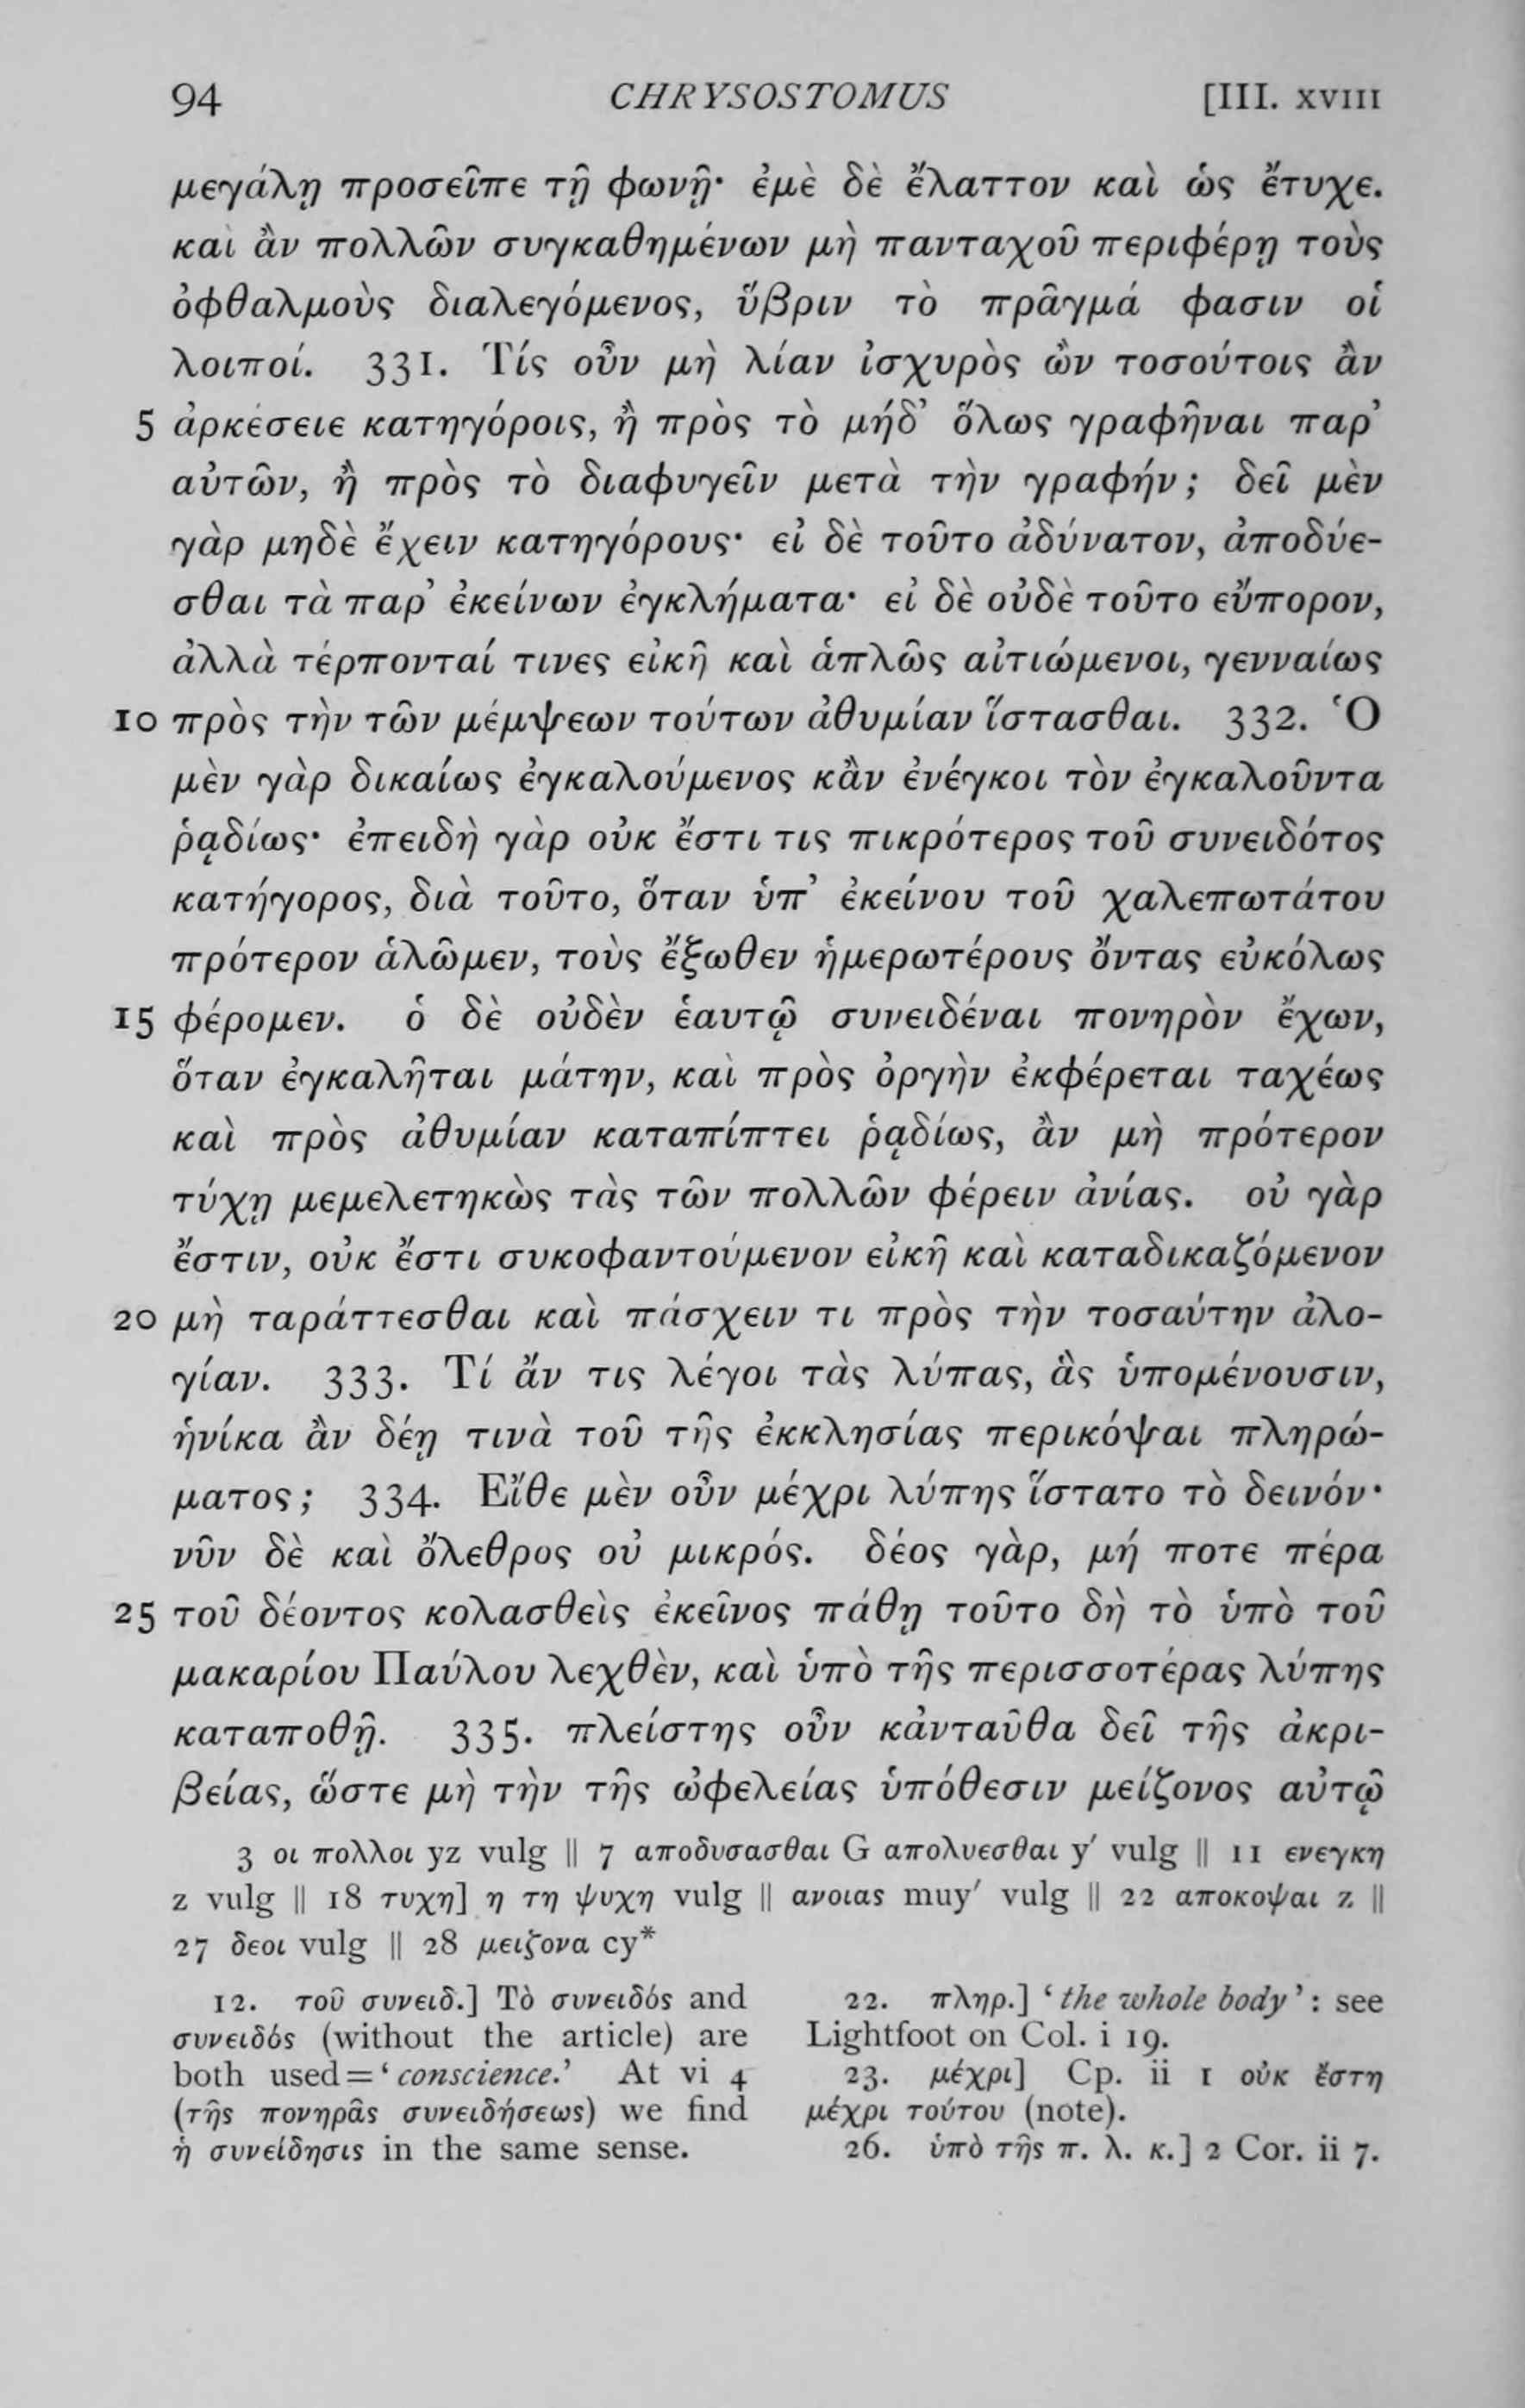 94 CHRYSOSTOMUS [III. XVIII
μεγάλῃ προσεῖπε τῇ φωνῇ· ἐμὲ δὲ ἔλαττον καὶ ὡς ἔτυχε.
καὶ ἂν πολλῶν συγκαθημένων μὴ πανταχοῦ περιφέρῃ τοὺς
ὀφθαλμοὺς διαλεγόμενος, ὕβριν τὸ πρᾶγμά φασιν οἱ
λοιποί. 331. Τίς οὖν μὴ λίαν ἰσχυρὸς ὢν τοσούτοις ἂν
5 ἀρκέσειε κατηγόροις, ἢ πρὸς τὸ μήδ’ ὅλως γραφῆναι παρ’
αὐτῶν, ἢ πρὸς τὸ διαφυγεῖν μετὰ τὴν γραφήν; δεῖ μὲν
γὰρ μηδὲ ἔχειν κατηγόρους· εἰ δὲ τοῦτο ἀδύνατον, ἀποδύε-
σθαι τὰ παρ’ ἐκείνων ἐγκλήματα· εἰ δὲ οὐδὲ τοῦτο εὔπορον,
ἀλλὰ τέρπονταί τινες εἰκῆ καὶ ἁπλῶς αἰτιώμενοι, γενναίως
10 πρὸς τὴν τῶν μέμψεων τούτων ἀθυμίαν ἵστασθαι. 332. Ὁ
μὲν γὰρ δικαίως ἐγκαλούμενος κἂν ἐνέγκοι τὸν ἐγκαλοῦντα
ῥᾳδίως· ἐπειδὴ γὰρ οὐκ ἔστι τις πικρότερος τοῦ συνειδότος
κατήγορος, διὰ τοῦτο, ὅταν ὑπ’ ἐκείνου τοῦ χαλεπωτάτου
πρότερον ἁλῶμεν, τοὺς ἔξωθεν ἡμερωτέρους ὄντας εὐκόλως
15 φέρομεν. ὁ δὲ οὐδὲν ἑαυτῷ συνειδέναι πονηρὸν ἔχων,
ὅταν ἐγκαλῆται μάτην, καὶ πρὸς ὀργὴν ἐκφέρεται ταχέως
καὶ πρὸς ἀθυμίαν καταπίπτει ῥᾳδίως, ἂν μὴ πρότερον
τύχῃ μεμελετηκὼς τὰς τῶν πολλῶν φέρειν ἀνίας. οὐ γὰρ
ἔστιν, οὐκ ἔστι συκοφαντούμενον εἰκῆ καὶ καταδικαζόμενον
20 μὴ ταράττεσθαι καὶ πάσχειν τι πρὸς τὴν τοσαύτην ἀλο-
γίαν. 333. Τί ἄν τις λέγοι τὰς λύπας, ἃς ὑπομένουσιν,
ἡνίκα ἂν δέῃ τινὰ τοῦ τῆς ἐκκλησίας περικόψαι πληρώ-
ματος; 334. Εἴθε μὲν οὖν μέχρι λύπης ἵστατο τὸ δεινόν·
νῦν δὲ καὶ ὄλεθρος οὐ μικρός. δέος γὰρ, μή ποτε πέρα
25 τοῦ δέοντος κολασθεὶς ἐκεῖνος πάθῃ τοῦτο δὴ τὸ ὑπὸ τοῦ
μακαρίου Παύλου λεχθὲν, καὶ ὑπὸ τῆς περισσοτέρας λύπης
καταποθῇ. 335. πλείστης οὖν κἀνταῦθα δεῖ τῆς ἀκρι-
βείας, ὥστε μὴ τὴν τῆς ὠφελείας ὑπόθεσιν μείζονος αὐτῷ
3 οι πολλοι yz vulg || 7 αποδυσασθαι G απολυεσθαι y′ vulg || 11 ενεγκη
z vulg || 18 τυχη] η τη ψυχη vulg || ανοιας muy′ vulg || 22 αποκοψαι z ||
27 δεοι vulg || 28 μειζονα cy*
12. τοῦ συνειδ.] Τὸ συνειδός and
συνειδός (without the article) are
both used = ‘conscience.’ At vi 4
(τῆς πονηρᾶς συνειδήσεως) we find
ἡ συνείδησις in the same sense.
22. πληρ.] ‘the whole body’: see
Lightfoot on Col. i 19.
23. μέχρι] Cp. ii 1 οὐκ ἔστη
μέχρι τούτου (note).
26. ὑπὸ τῆς π. λ. κ.] 2 Cor. ii 7.